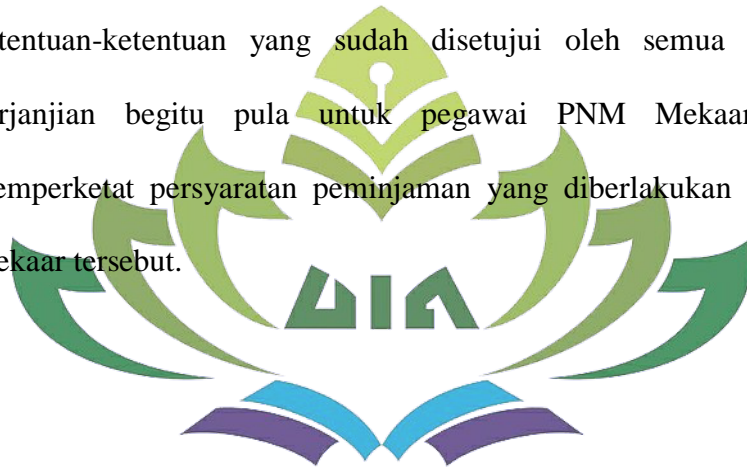 tentuan-ketentuan yang sudah disetujui oleh semua
rjanjian begitu pula untuk pegawai PNM Mekaar
emperketat persyaratan peminjaman yang diberlakukan
ekaar tersebut.
UIN